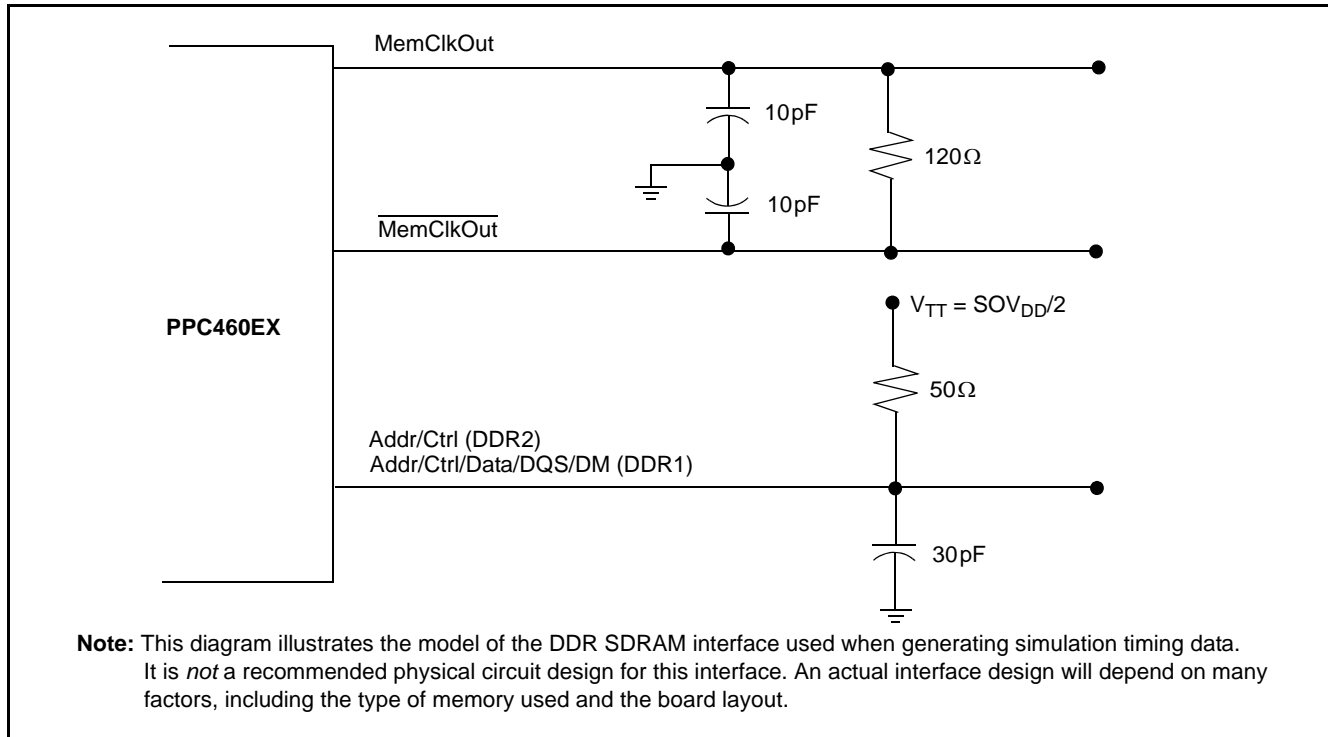 MemClkOut
10pF
120Ω
10pF
MemClkOut
PPC460EX
VTT = SOVDD/2
50Ω
Addr/Ctrl (DDR2)
Addr/Ctrl/Data/DQS/DM (DDR1)
30pF
Note: This diagram illustrates the model of the DDR SDRAM interface used when generating simulation timing data.
It is not a recommended physical circuit design for this interface. An actual interface design will depend on many
factors, including the type of memory used and the board layout.